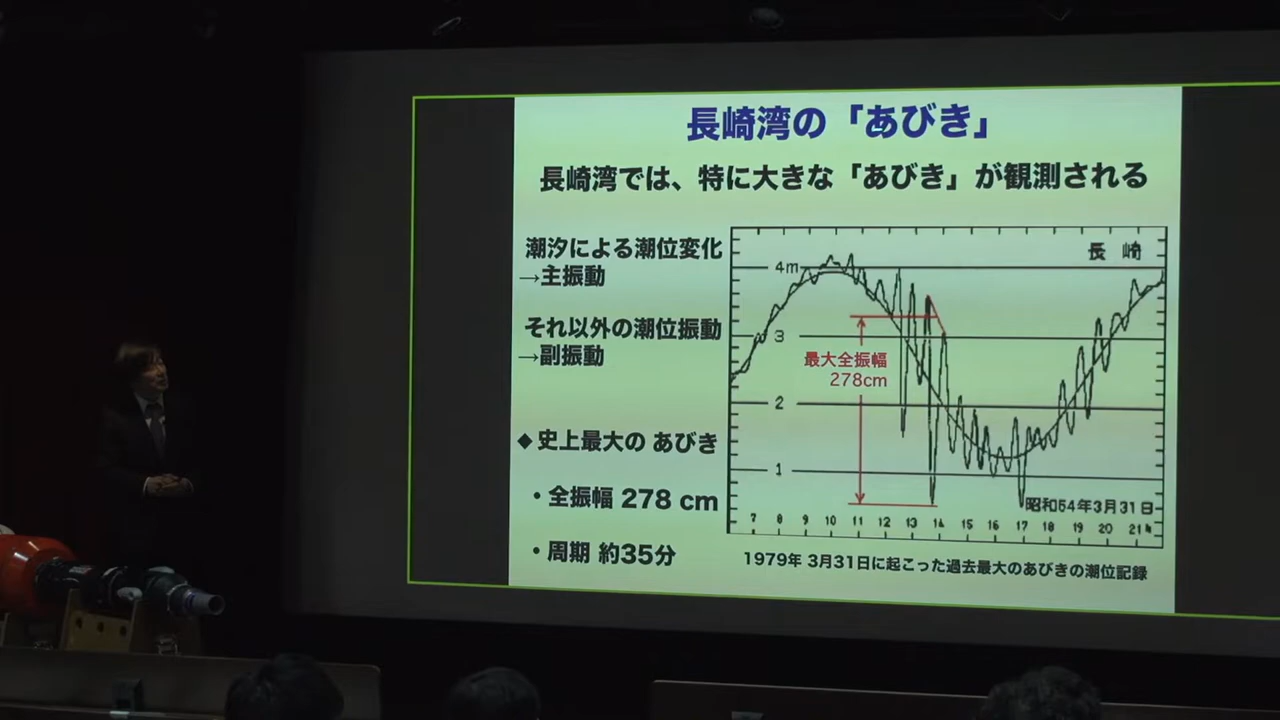 長崎湾の「あびき」
長崎湾では、特に大きな「あびき」が観測される
潮汐による潮位変化
→主振動
それ以外の潮位振動
→副振動
◆史上最大の あびき
・全振幅 278 cm
・周期 約35分
長崎
4m
3
2
1
最大全振幅
278cm
昭和54年3月31日
7 8 9 10 11 12 13 14 15 16 17 18 19 20 21h
1979年 3月31日に起こった過去最大のあびきの潮位記録